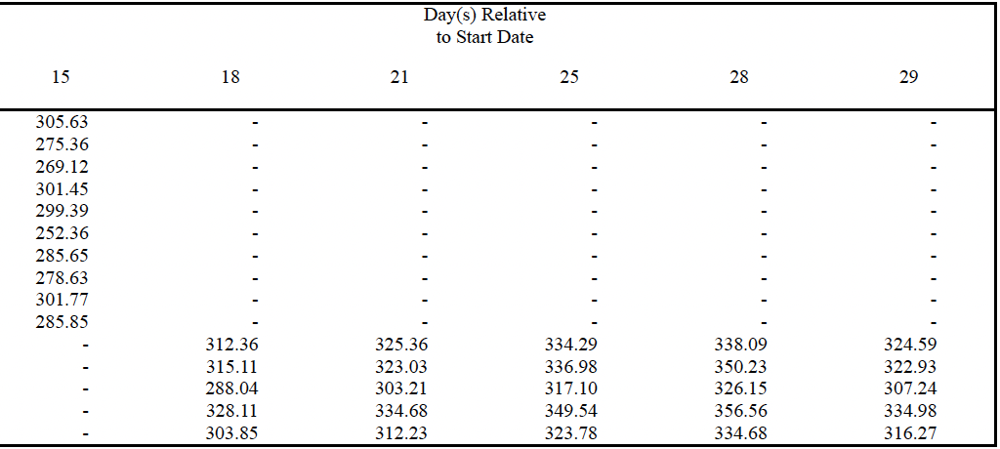 Day(s) Relative
to Start Date
15 18 21 25 28 29
305.63 - - - - -
275.36 - - - - -
269.12 - - - - -
301.45 - - - - -
299.39 - - - - -
252.36 - - - - -
285.65 - - - - -
278.63 - - - - -
301.77 - - - - -
285.85 - - - - -
- 312.36 325.36 334.29 338.09 324.59
- 315.11 323.03 336.98 350.23 322.93
- 288.04 303.21 317.10 326.15 307.24
- 328.11 334.68 349.54 356.56 334.98
- 303.85 312.23 323.78 334.68 316.27